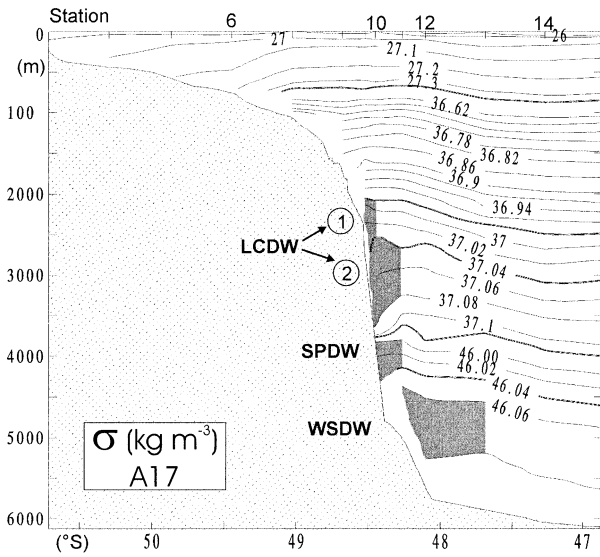 Station
6 10 12 14
0 27 26
(m) 27.1
27.2
27.3
100 36.62
36.78 36.82
36.86
2000 36.9
36.94
1
LCDW 37.02 37
2 37.04
3000 37.06
37.08
37.1
SPDW 46.00
4000 46.02
46.04
WSDW 46.06
σ (kg m-3)
5000
A17
6000
(°S) 50 49 48 47